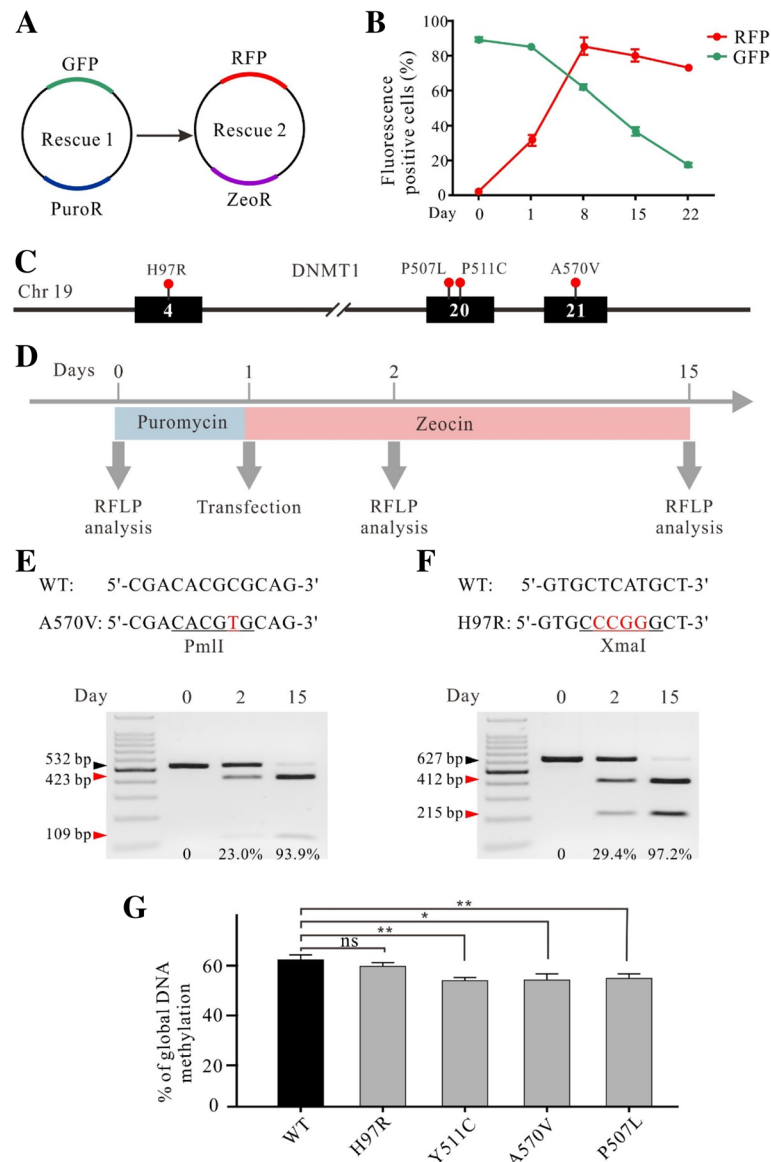 A
GFP
RFP
Rescue 1
Rescue 2
PuroR
ZeoR
B
Fluorescence
positive cells (%)
100
80
60
40
20
0
Day
0 1 8 15 22
RFP
GFP
C
Chr 19
H97R
DNMT1
P507L
P511C
A570V
4
20
21
D
Days
0 1 2 15
Puromycin
Zeocin
RFLP
analysis
Transfection
RFLP
analysis
RFLP
analysis
E
WT: 5'-CGACACGCGCAG-3'
A570V: 5'-CGACACGTGCAG-3'
PmlI
Day 0 2 15
532 bp
423 bp
109 bp
0 23.0% 93.9%
F
WT: 5'-GTGCTCATGCT-3'
H97R: 5'-GTGCCCGGGCT-3'
XmaI
Day 0 2 15
627 bp
412 bp
215 bp
0 29.4% 97.2%
G
% of global DNA
methylation
60
40
20
0
**
*
**
ns
WT
H97R
Y511C
A570V
P507L